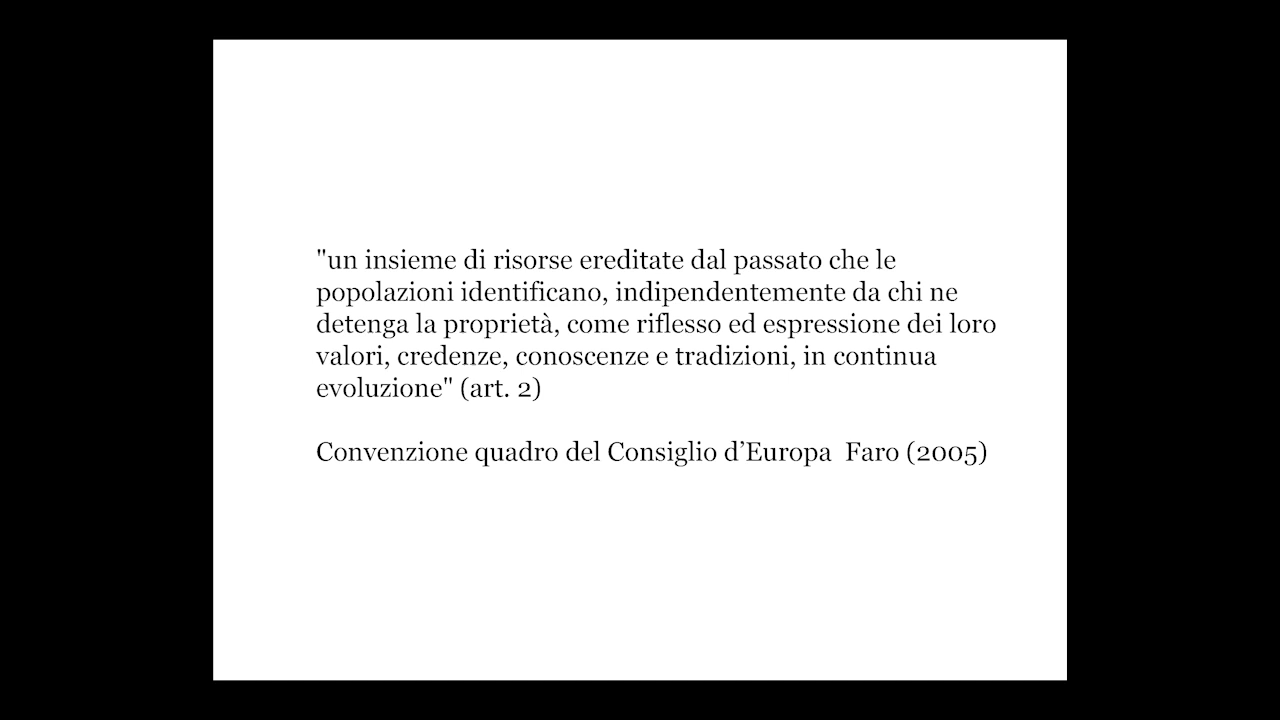 "un insieme di risorse ereditate dal passato che le
popolazioni identificano, indipendentemente da chi ne
detenga la proprietà, come riflesso ed espressione dei loro
valori, credenze, conoscenze e tradizioni, in continua
evoluzione" (art. 2)
Convenzione quadro del Consiglio d’Europa  Faro (2005)